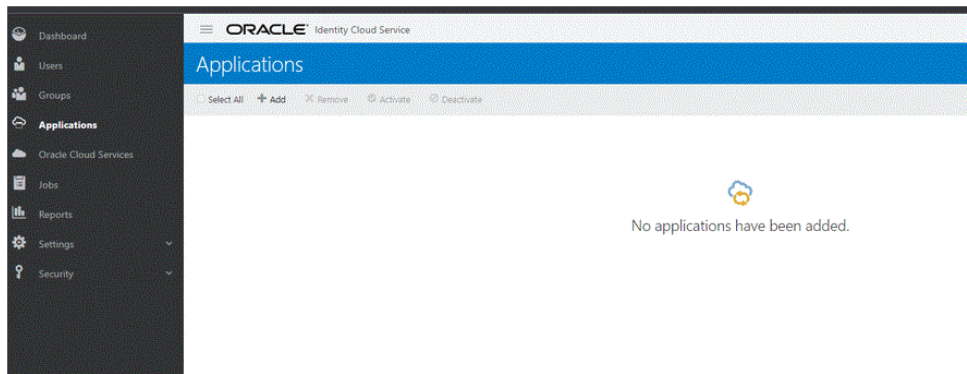 Dashboard
Users
Groups
Applications
Oracle Cloud Services
Jobs
Reports
Settings
Security
ORACLE® Identity Cloud Service
Applications
Select All Add Remove Activate Deactivate
No applications have been added.